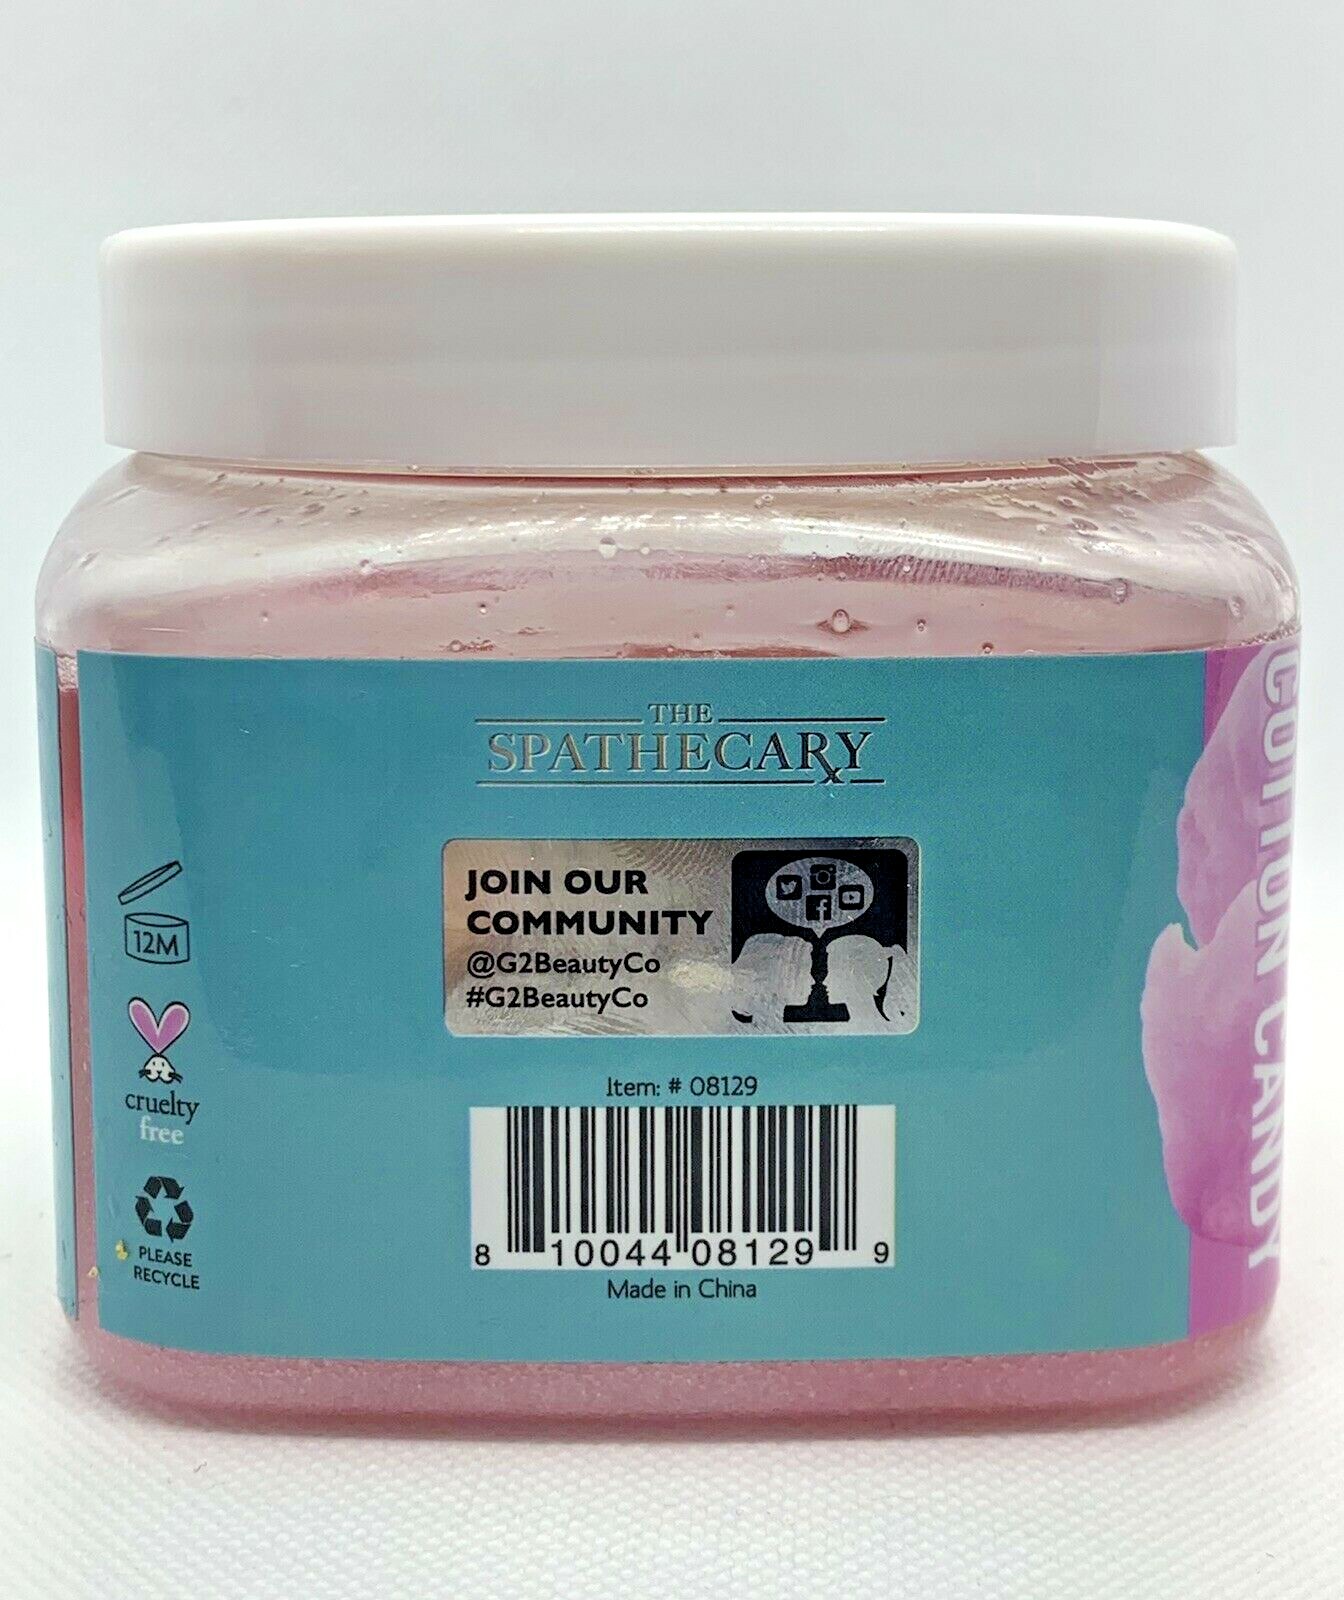 THE
SPATHECARY
JOIN OUR
COMMUNITY
@G2BeautyCo
#G2BeautyCo
12M
cruelty
free
PLEASE
RECYCLE
Item: # 08129
8 10044 08129 9
Made in China
COTTON CANDY